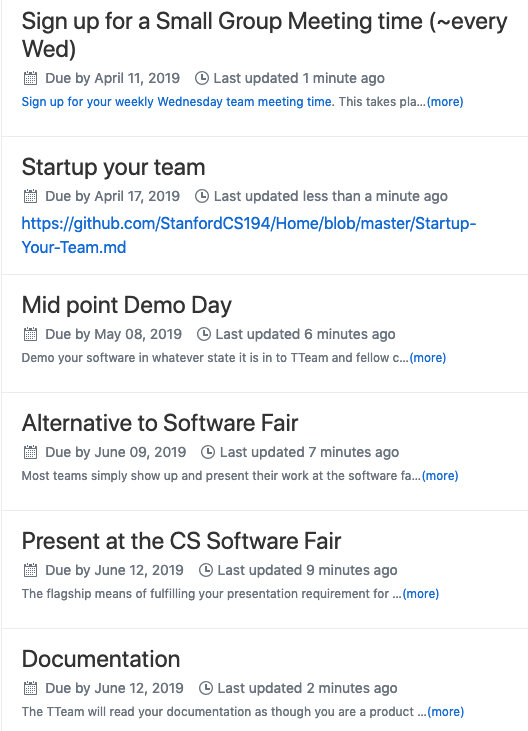 Sign up for a Small Group Meeting time (~every
Wed)
Due by April 11, 2019 Last updated 1 minute ago
Sign up for your weekly Wednesday team meeting time. This takes pla...(more)
Startup your team
Due by April 17, 2019 Last updated less than a minute ago
https://github.com/StanfordCS194/Home/blob/master/Startup-
Your-Team.md
Mid point Demo Day
Due by May 08, 2019 Last updated 6 minutes ago
Demo your software in whatever state it is in to TTeam and fellow c...(more)
Alternative to Software Fair
Due by June 09, 2019 Last updated 7 minutes ago
Most teams simply show up and present their work at the software fa...(more)
Present at the CS Software Fair
Due by June 12, 2019 Last updated 9 minutes ago
The flagship means of fulfilling your presentation requirement for ...(more)
Documentation
Due by June 12, 2019 Last updated 2 minutes ago
The TTeam will read your documentation as though you are a product ...(more)